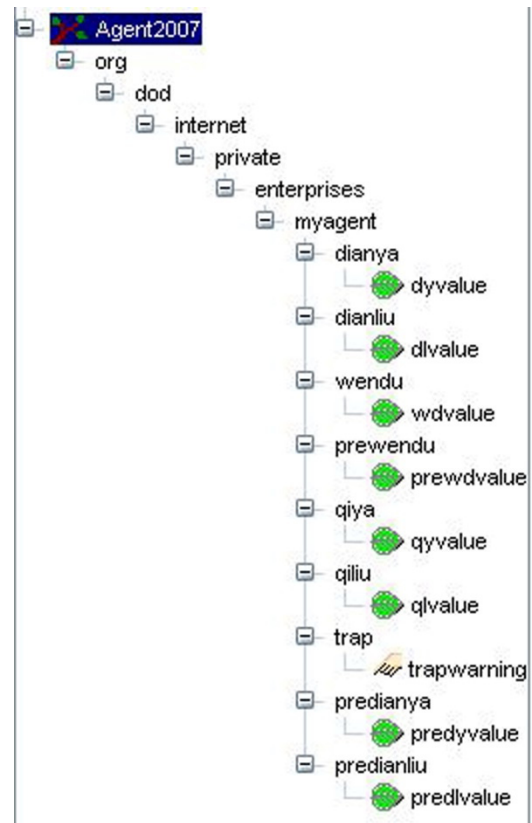 Agent2007
org
dod
internet
private
enterprises
myagent
dianya
dyvalue
dianliu
dlvalue
wendu
wdvalue
prewendu
prewdvalue
qiya
qyvalue
qiliu
qlvalue
trap
trapwarning
predianya
predyvalue
predianliu
predlvalue